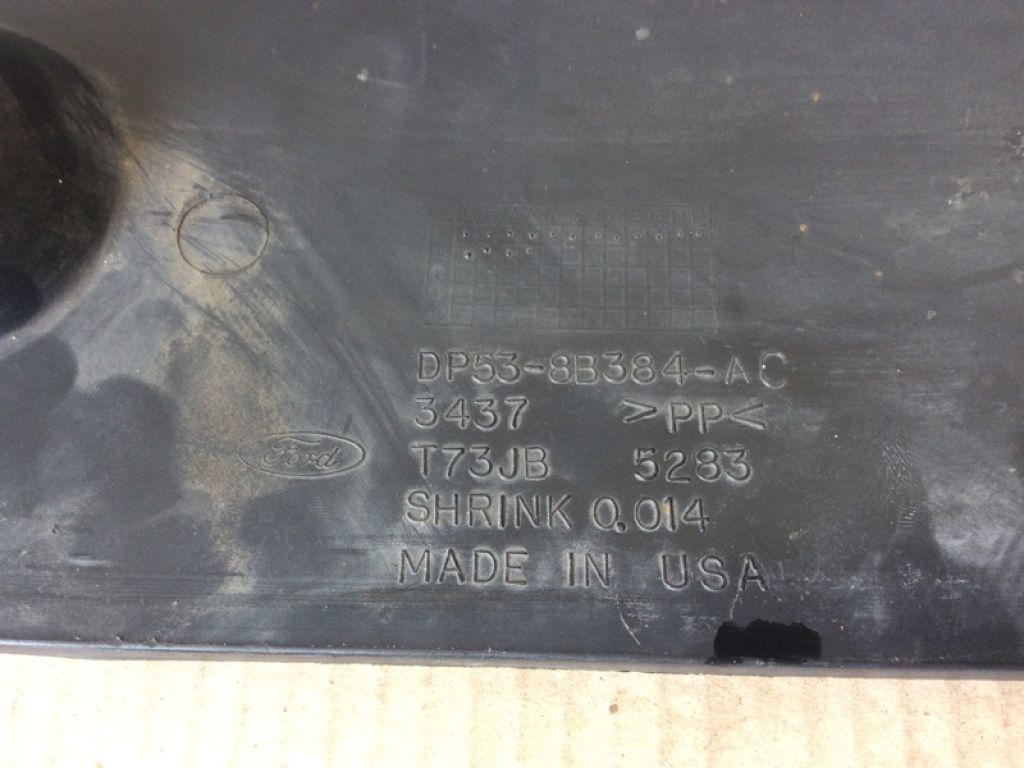 J F M A M J J A S O N D
DP53-8B384-AC
3437 >PP<
Ford T73JB 5283
SHRINK 0.014
MADE IN USA